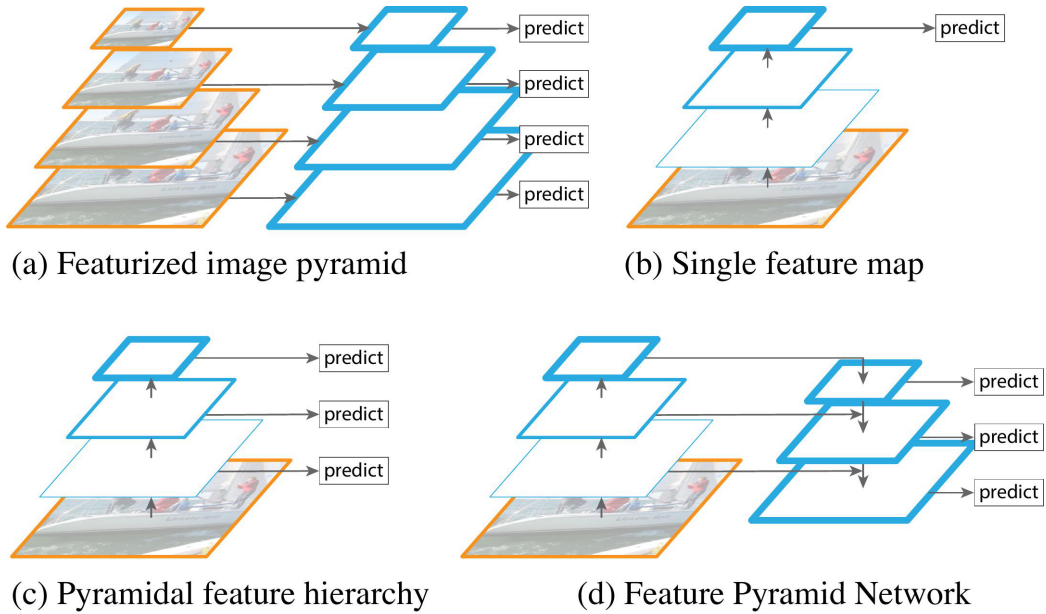 predict
predict
predict
predict
predict
(a) Featurized image pyramid
(b) Single feature map
predict
predict
predict
predict
predict
predict
(c) Pyramidal feature hierarchy
(d) Feature Pyramid Network